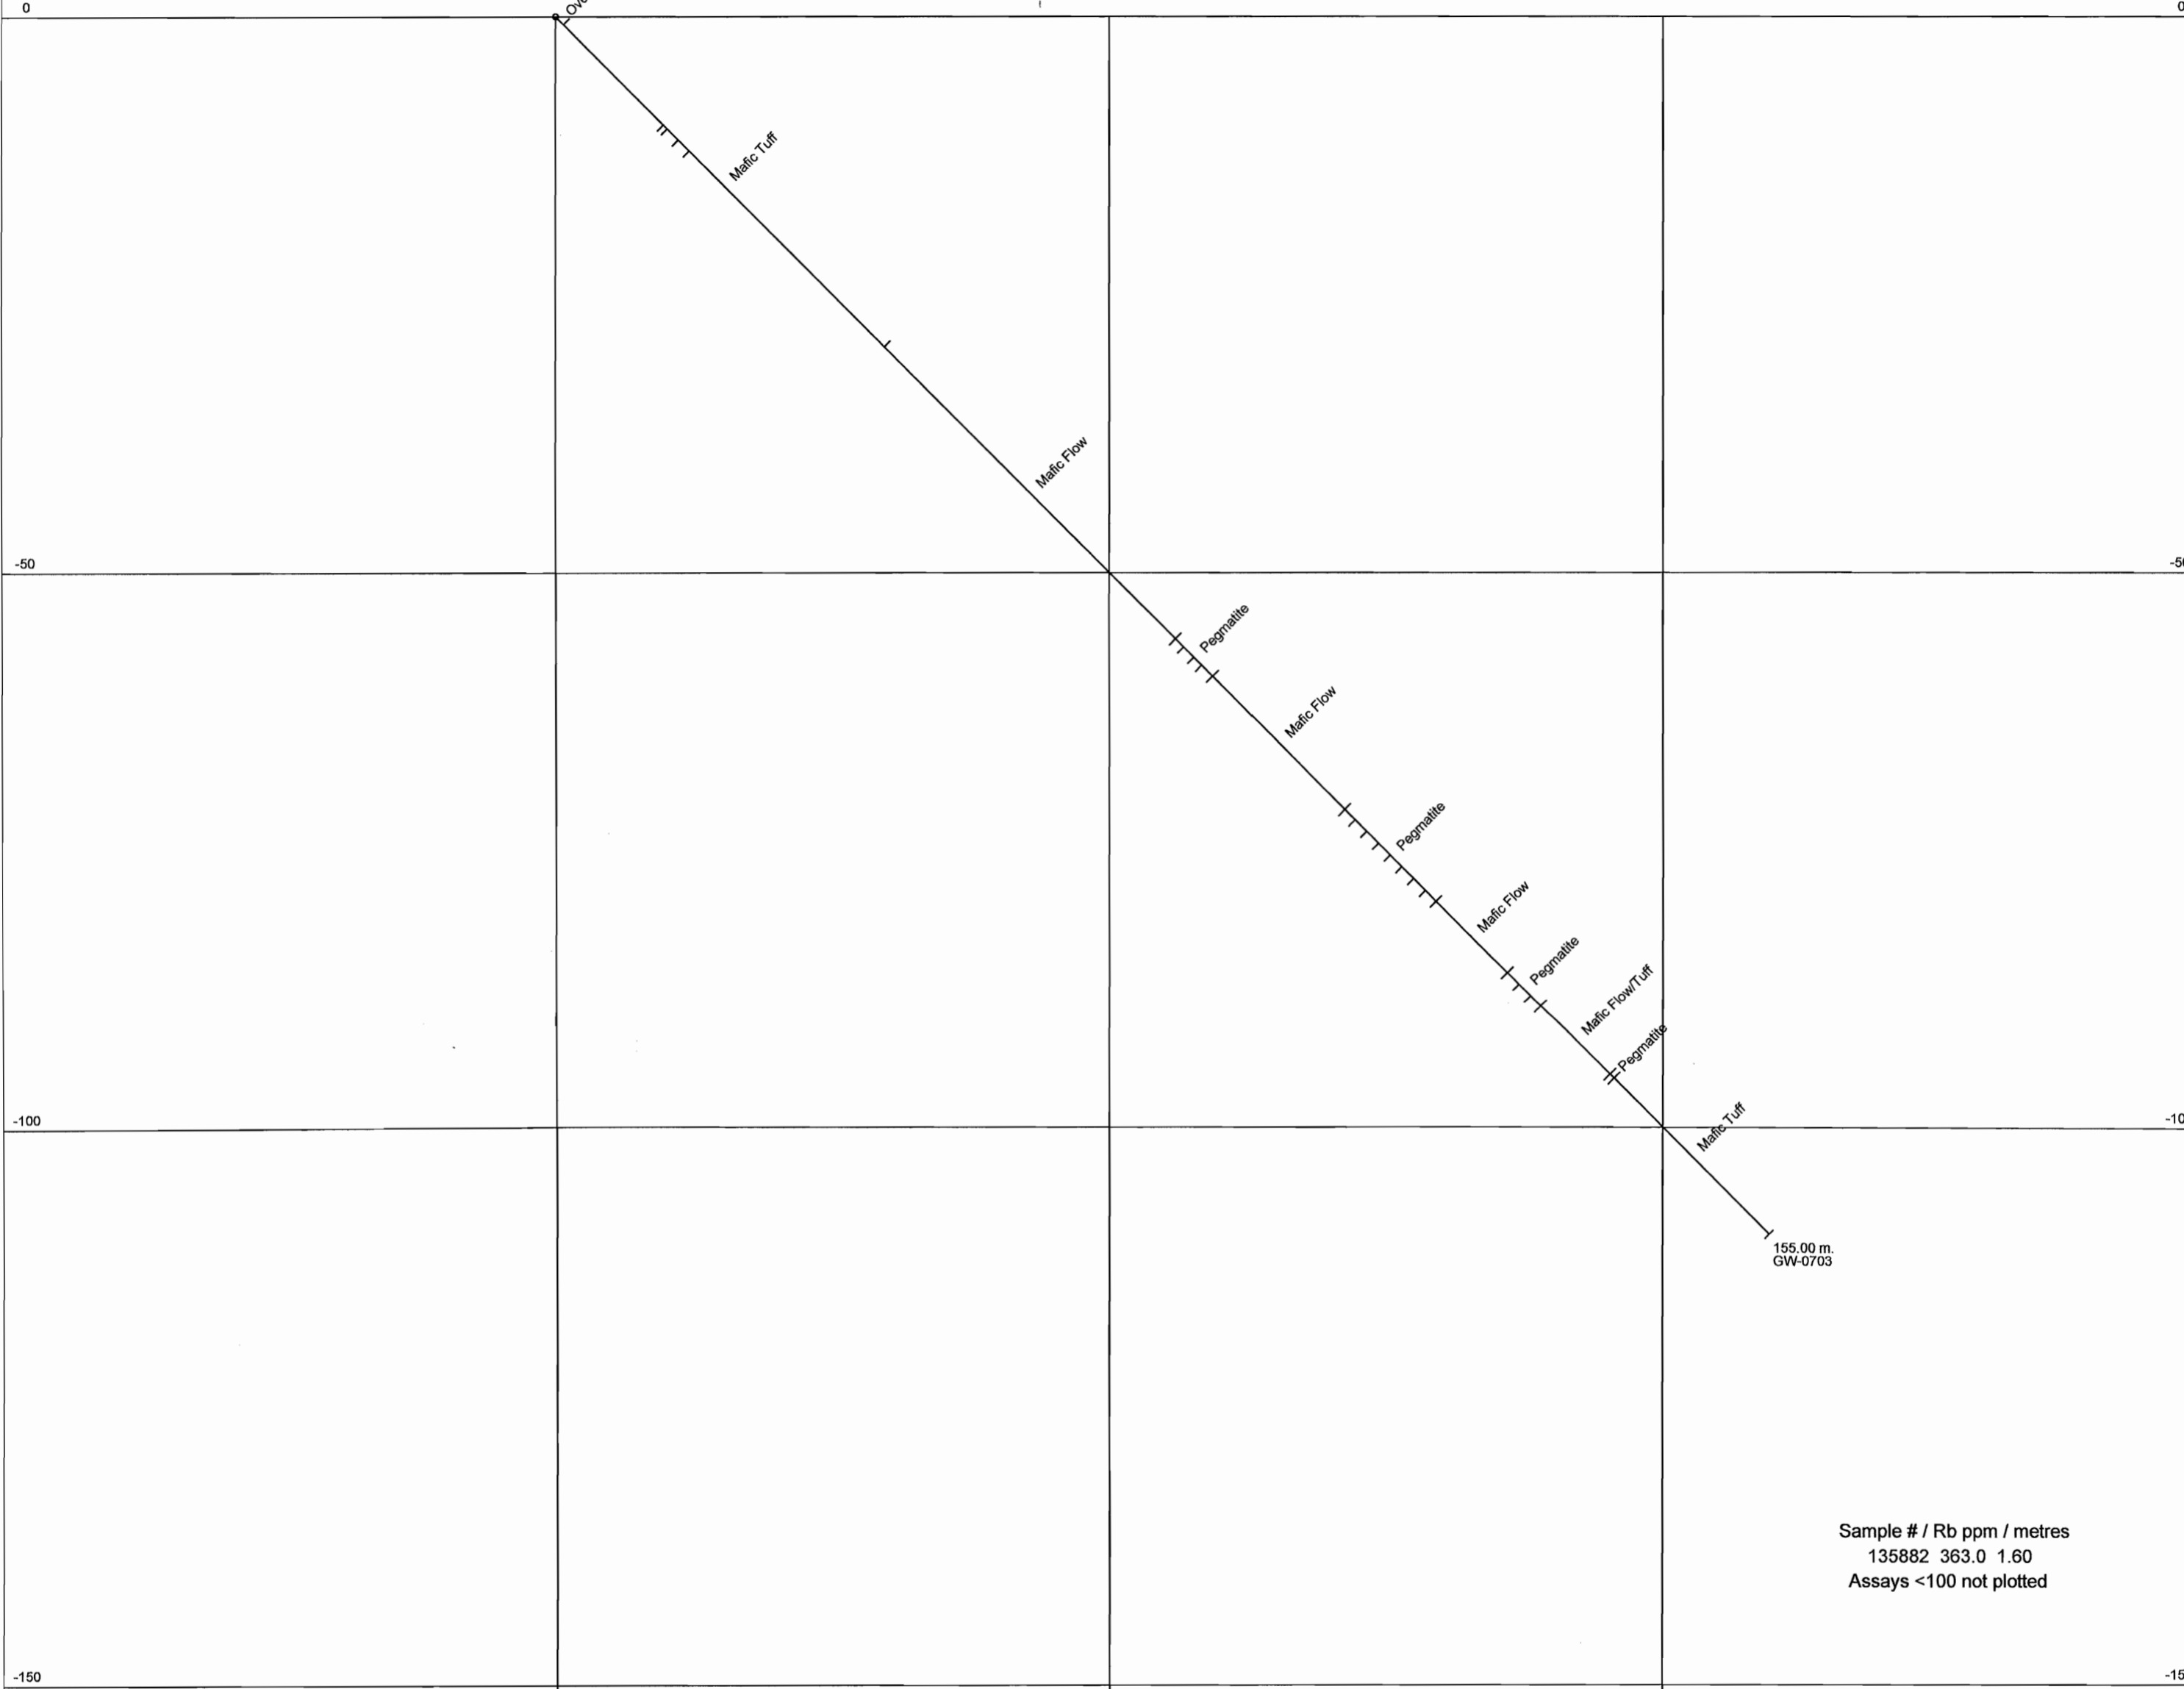 0
0
Mafic Tuff
Mafic Flow
-50
Pegmatite
Mafic Flow
Pegmatite
Mafic Flow
Pegmatite
Mafic Flow/Tuff
Pegmatite
-100
Mafic Tuff
155.00 m.
GW-0703
Sample # / Rb ppm / metres
135882 363.0 1.60
Assays <100 not plotted
-150